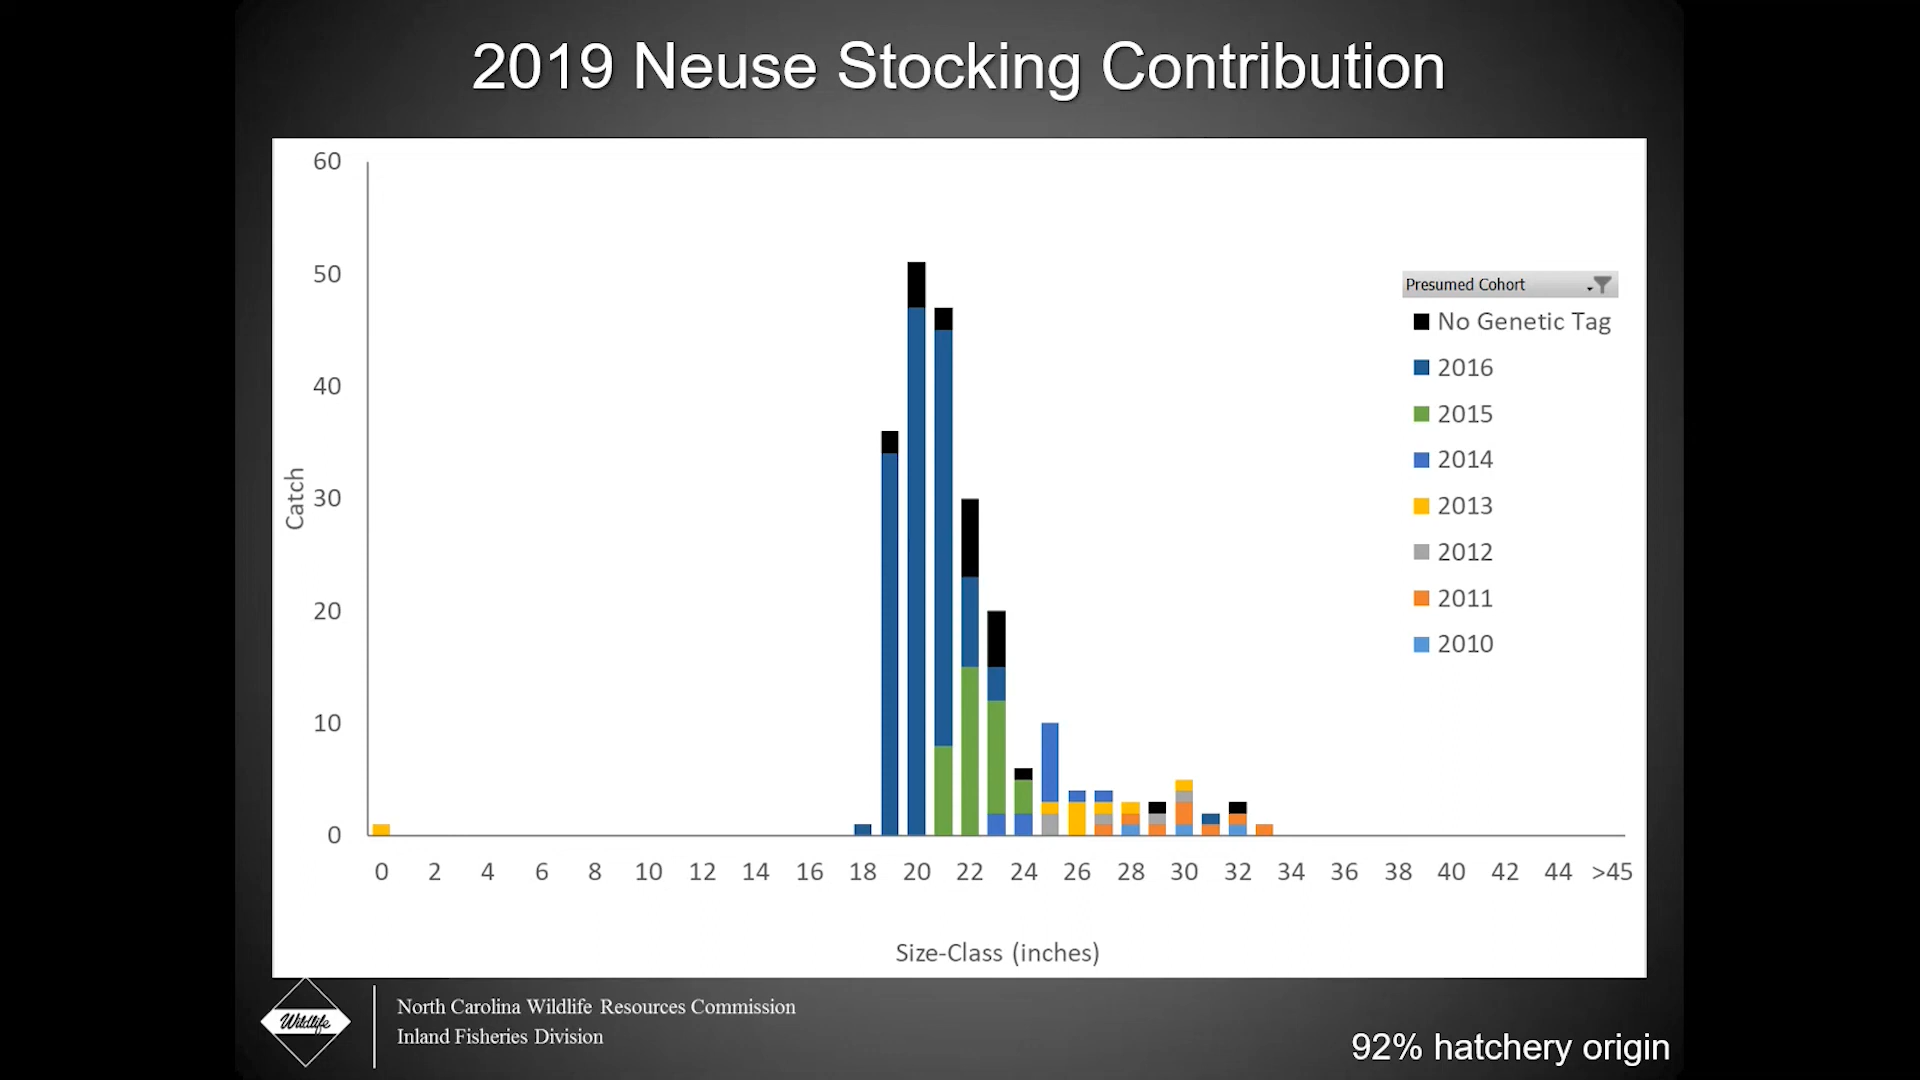 2019 Neuse Stocking Contribution
60
50
40
30
20
10
0
Catch
0 2 4 6 8 10 12 14 16 18 20 22 24 26 28 30 32 34 36 38 40 42 44 >45
Size-Class (inches)
Presumed Cohort
No Genetic Tag
2016
2015
2014
2013
2012
2011
2010
Wildlife
North Carolina Wildlife Resources Commission
Inland Fisheries Division
92% hatchery origin